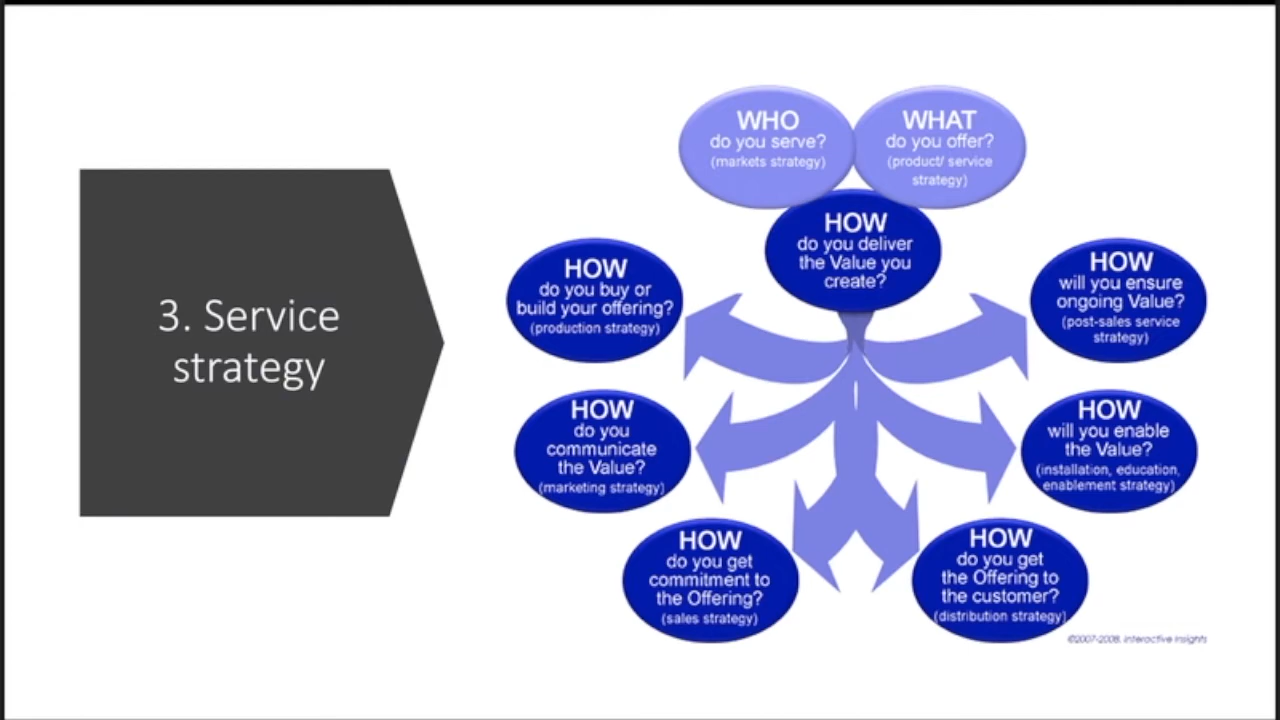 3. Service
strategy
WHO
do you serve?
(markets strategy)
WHAT
do you offer?
(product/ service
strategy)
HOW
do you deliver
the Value you
create?
HOW
do you buy or
build your offering?
(production strategy)
HOW
do you
communicate
the Value?
(marketing strategy)
HOW
do you get
commitment to
the Offering?
(sales strategy)
HOW
do you get
the Offering to
the customer?
(distribution strategy)
HOW
will you enable
the Value?
(installation, education,
enablement strategy)
HOW
will you ensure
ongoing Value?
(post-sales service
strategy)
©2007-2008, Interactive Insights